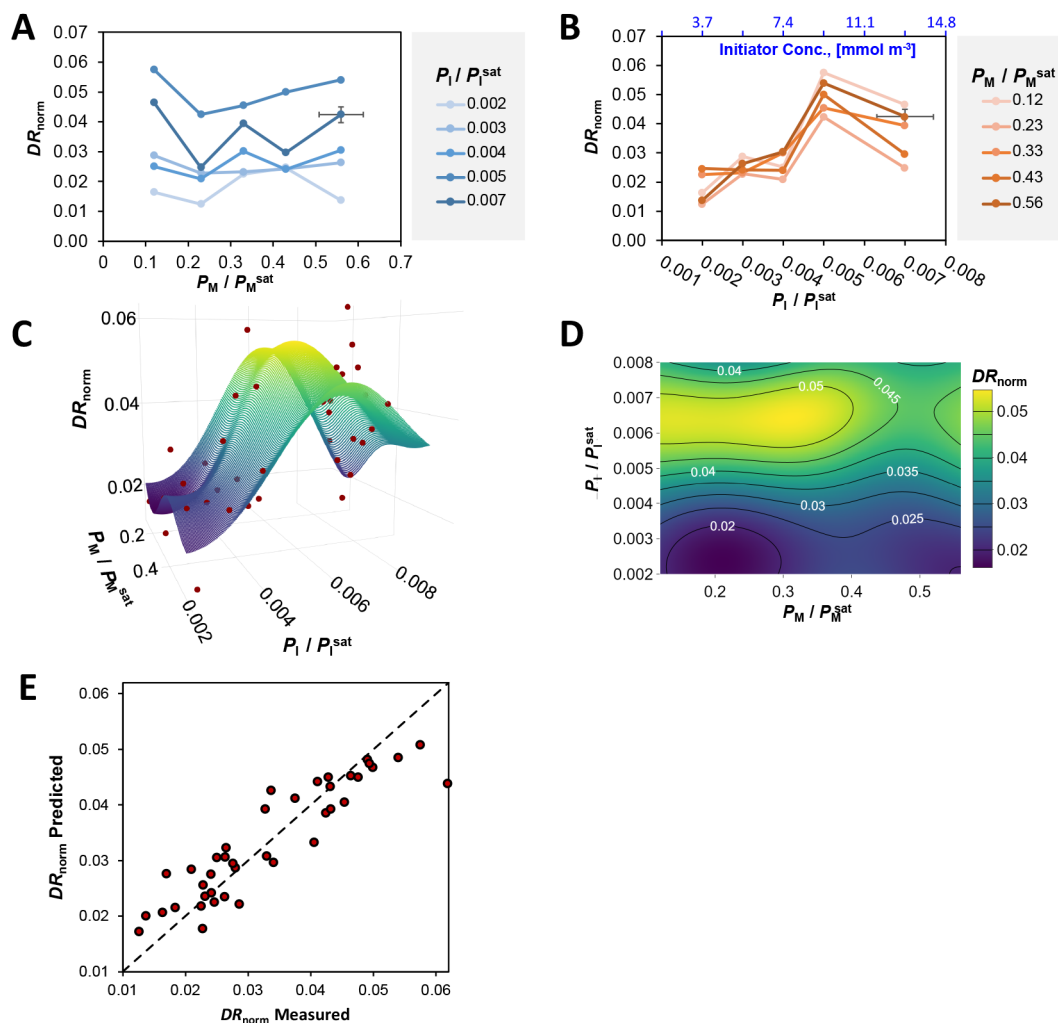 A
0.07
0.06
0.05
0.04
0.03
0.02
0.01
0.00
DRnorm
0 0.1 0.2 0.3 0.4 0.5 0.6 0.7
PM / PMsat
PI / PIsat
0.002
0.003
0.004
0.005
0.007
B
3.7 7.4 11.1 14.8
Initiator Conc., [mmol m-3]
0.07
0.06
0.05
0.04
0.03
0.02
0.01
0.00
DRnorm
0.001 0.002 0.003 0.004 0.005 0.006 0.007 0.008
PI / PIsat
PM / PMsat
0.12
0.23
0.33
0.43
0.56
C
0.06
0.04
0.02
DRnorm
0.2
0.4
PM / PMsat
0.002
0.004
0.006
0.008
PI / PIsat
D
0.008
0.007
0.006
0.005
0.004
0.003
0.002
PI / PIsat
0.04
0.05
0.045
0.04
0.035
0.03
0.025
0.02
0.2 0.3 0.4 0.5
PM / PMsat
DRnorm
0.05
0.04
0.03
0.02
E
0.06
0.05
0.04
0.03
0.02
0.01
DRnorm Predicted
0.01 0.02 0.03 0.04 0.05 0.06
DRnorm Measured